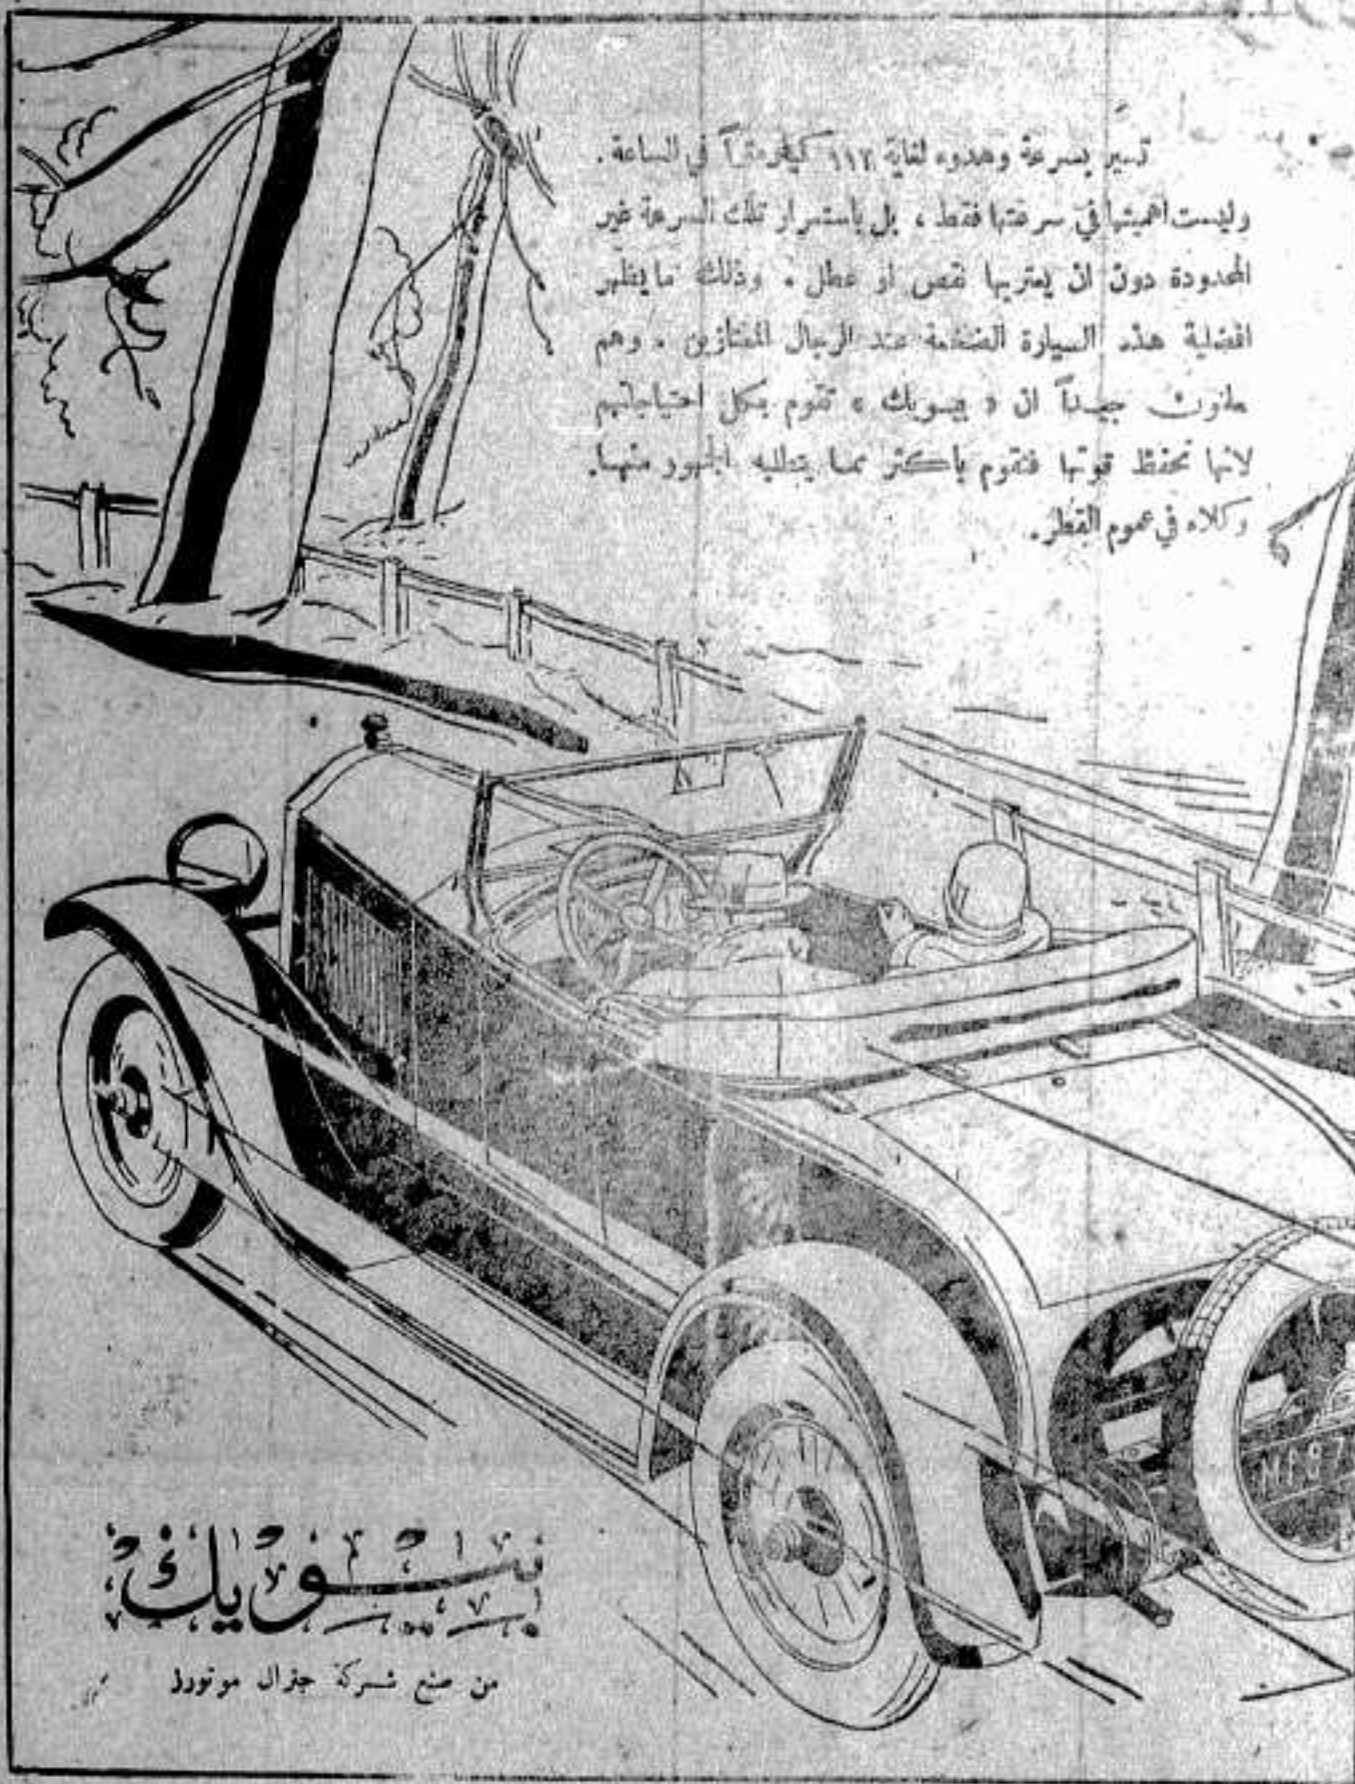 تسير بسرعة وهدوء لغاية ١١٢ كيلومتراً في الساعة .
وليست اهميتها في سرعتها فقط ، بل باستمرار تلك السرعة غير
المحدودة دون ان يعتريها نقص او عطل . وذلك ما يظهر
افضلية هذه السيارة الضخمة عند الرجال الممتازين . وهم
جيداً ان « بيويك » تقوم بكل احتياجاتهم
لانها تحفظ قوتها فتقوم باكثر مما يتطلبه الجمهور منها.
وكلاء في عموم القطر.
MF97
بيويك
من صنع شركة جنرال موتورز